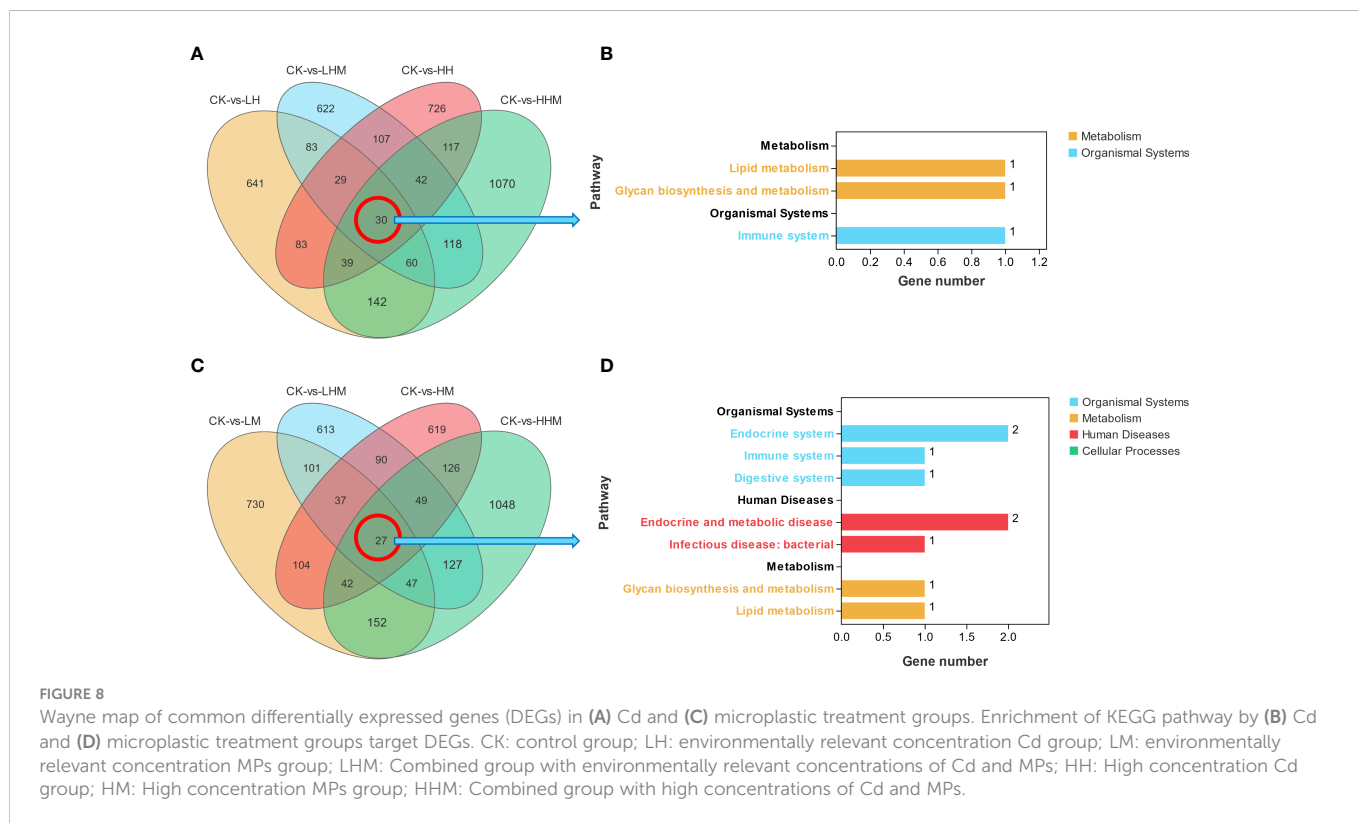 A
CK-vs-LH
CK-vs-LHM
CK-vs-HH
CK-vs-HHM
622
726
83
107
117
641
29
42
1070
30
83
39
60
118
142
B
Pathway
Metabolism
Lipid metabolism
1
Glycan biosynthesis and metabolism
1
Organismal Systems
Immune system
1
0.0 0.2 0.4 0.6 0.8 1.0 1.2
Gene number
Metabolism
Organismal Systems
C
CK-vs-LM
CK-vs-LHM
CK-vs-HM
CK-vs-HHM
613
619
101
90
126
730
37
49
1048
27
104
42
47
127
152
D
Pathway
Organismal Systems
Endocrine system
2
Immune system
1
Digestive system
1
Human Diseases
Endocrine and metabolic disease
2
Infectious disease: bacterial
1
Metabolism
Glycan biosynthesis and metabolism
1
Lipid metabolism
1
0.0 0.5 1.0 1.5 2.0
Gene number
Organismal Systems
Metabolism
Human Diseases
Cellular Processes
FIGURE 8
Wayne map of common differentially expressed genes (DEGs) in (A) Cd and (C) microplastic treatment groups. Enrichment of KEGG pathway by (B) Cd
and (D) microplastic treatment groups target DEGs. CK: control group; LH: environmentally relevant concentration Cd group; LM: environmentally
relevant concentration MPs group; LHM: Combined group with environmentally relevant concentrations of Cd and MPs; HH: High concentration Cd
group; HM: High concentration MPs group; HHM: Combined group with high concentrations of Cd and MPs.